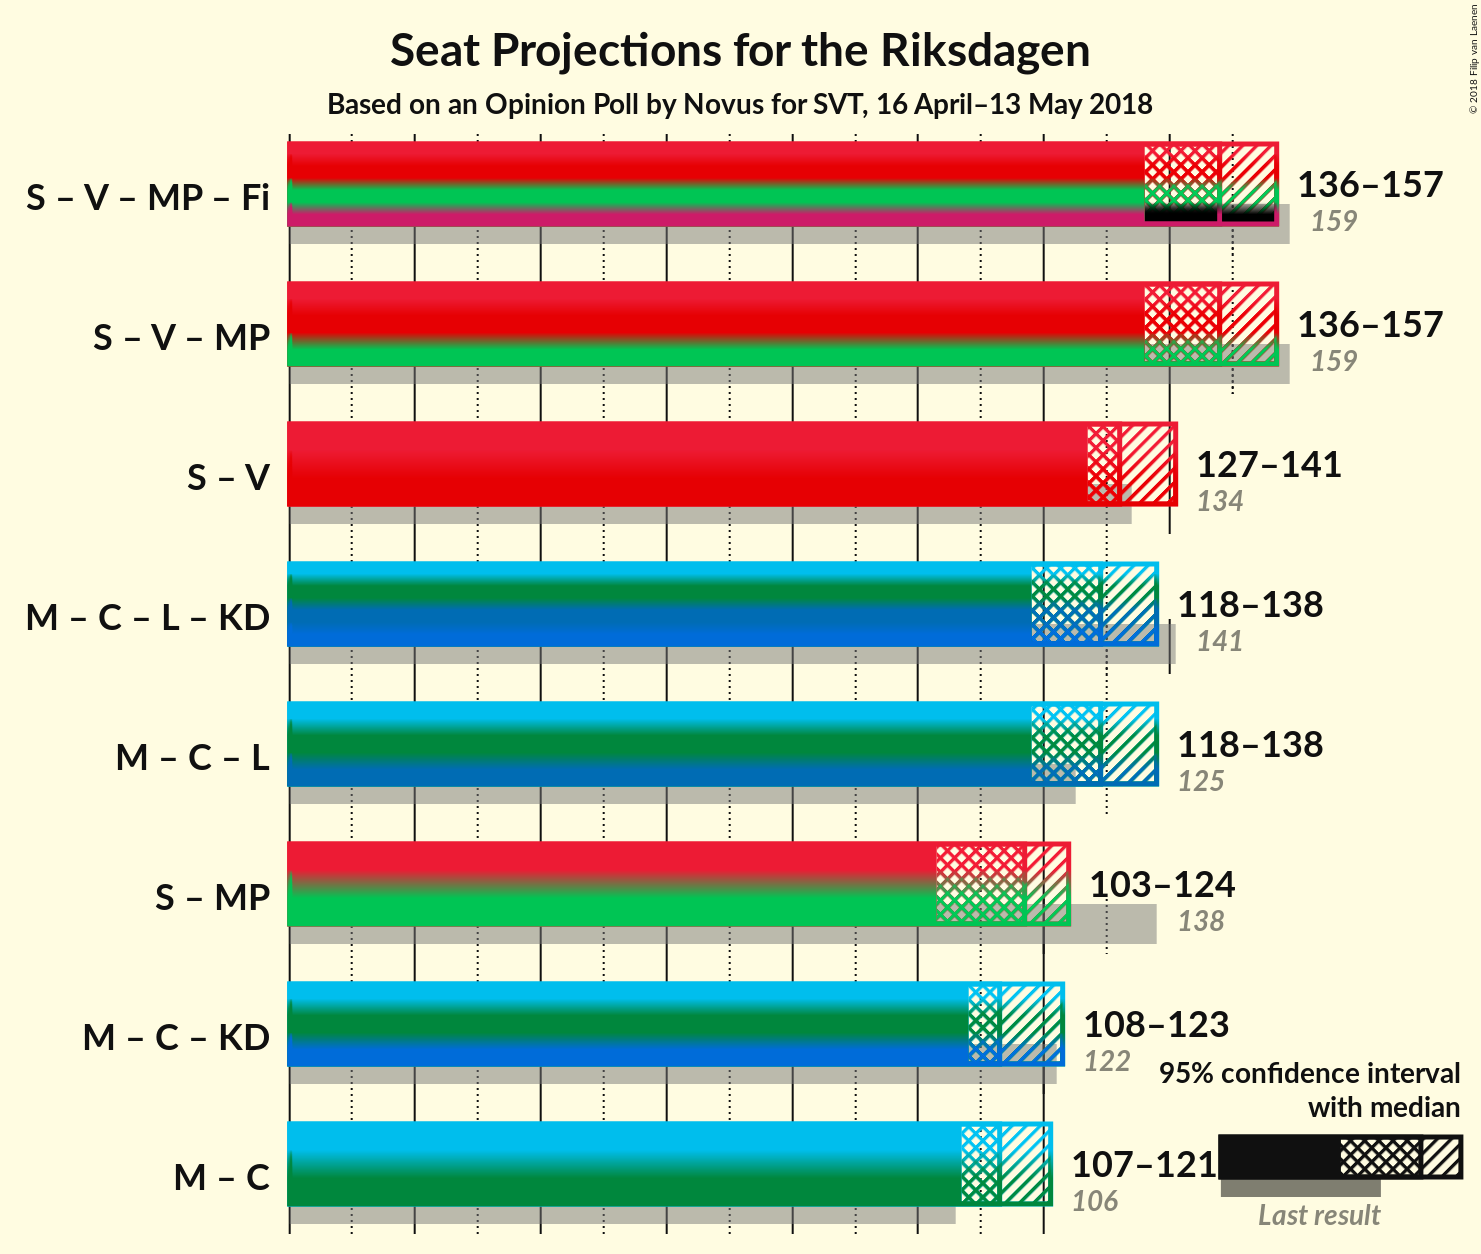 Seat Projections for the Riksdagen
Based on an Opinion Poll by Novus for SVT, 16 April–13 May 2018
© 2018 Filip van Laenen
S – V – MP – Fi
136–157
159
S – V – MP
136–157
159
S – V
127–141
134
M – C – L – KD
118–138
141
M – C – L
118–138
125
S – MP
103–124
138
M – C – KD
108–123
122
M – C
107–121
106
95% confidence interval
with median
Last result